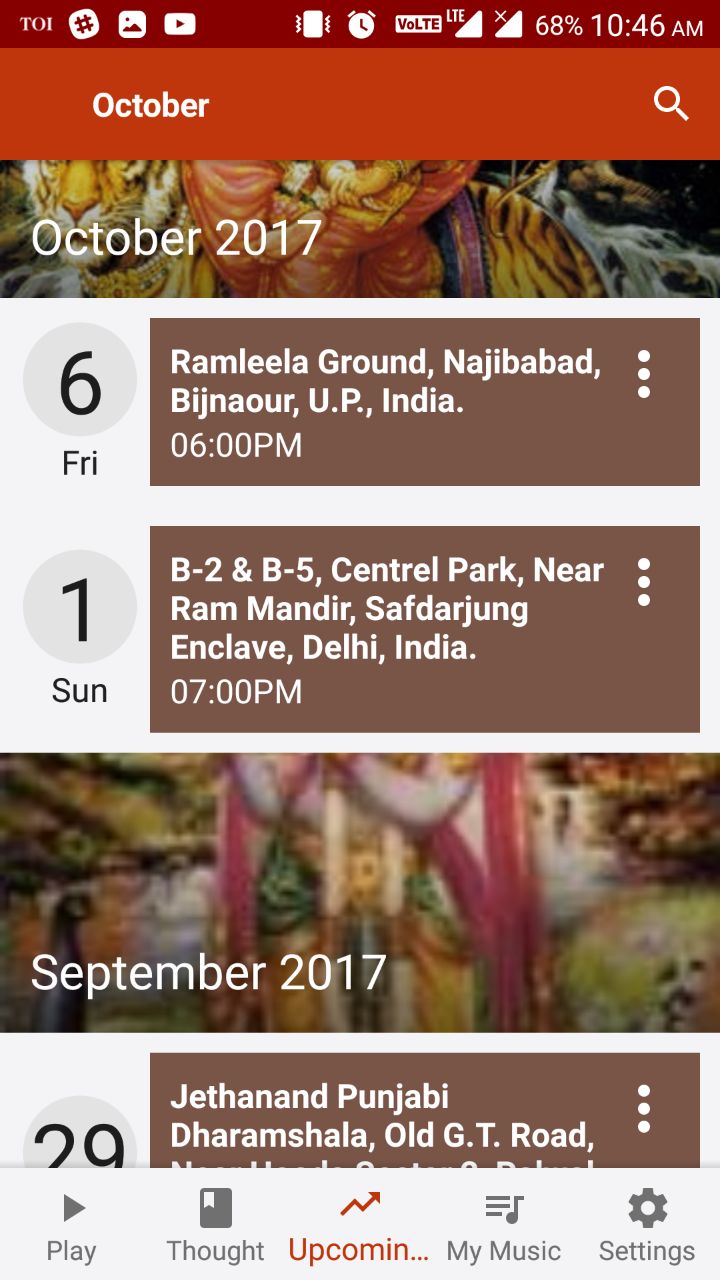 TOI VoLTE LTE 68% 10:46 AM
October
October 2017
6
Fri
Ramleela Ground, Najibabad,
Bijnaour, U.P., India.
06:00PM
1
Sun
B-2 & B-5, Centrel Park, Near
Ram Mandir, Safdarjung
Enclave, Delhi, India.
07:00PM
September 2017
29
Jethanand Punjabi
Dharamshala, Old G.T. Road,
Play Thought Upcomin... My Music Settings